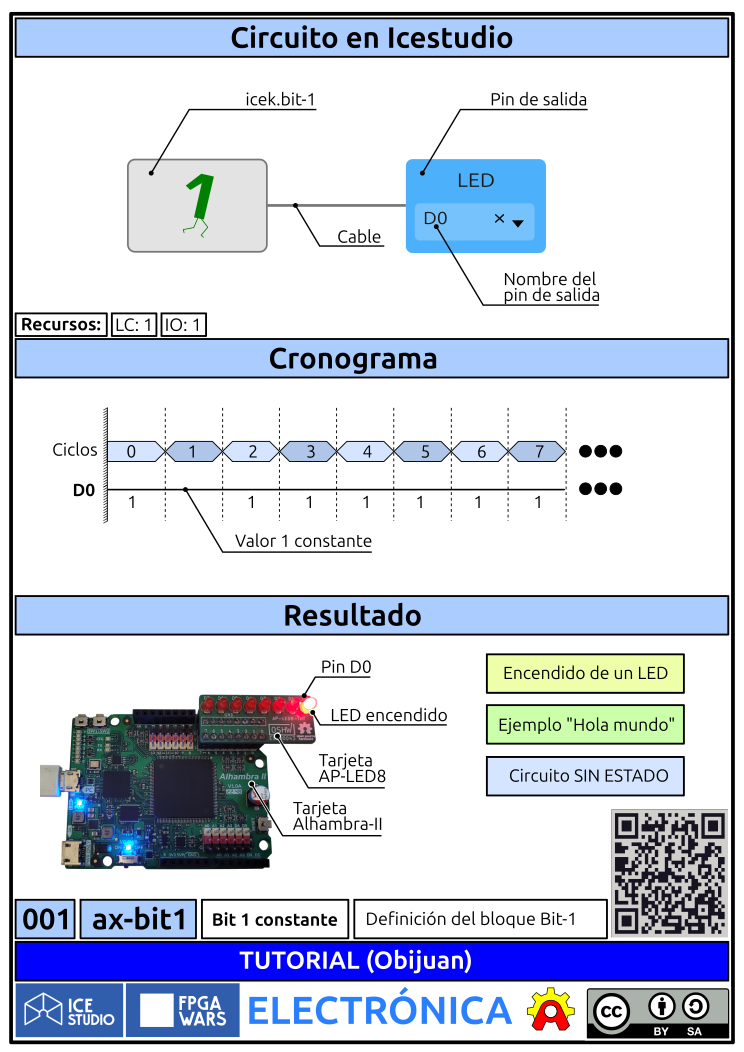 Circuito en Icestudio
icek.bit-1
Pin de salida
1
LED
D0
Cable
Nombre del
pin de salida
Recursos: LC: 1 IO: 1
Cronograma
Ciclos 0 1 2 3 4 5 6 7
D0
1 1 1 1 1 1 1
Valor 1 constante
Resultado
Pin D0
LED encendido
Tarjeta
AP-LED8
Tarjeta
Alhambra-II
Alhambra II
Encendido de un LED
Ejemplo "Hola mundo"
Circuito SIN ESTADO
001 ax-bit1 Bit 1 constante Definición del bloque Bit-1
TUTORIAL (Obijuan)
ICE
STUDIO
FPGA
WARS
ELECTRÓNICA
cc
BY SA